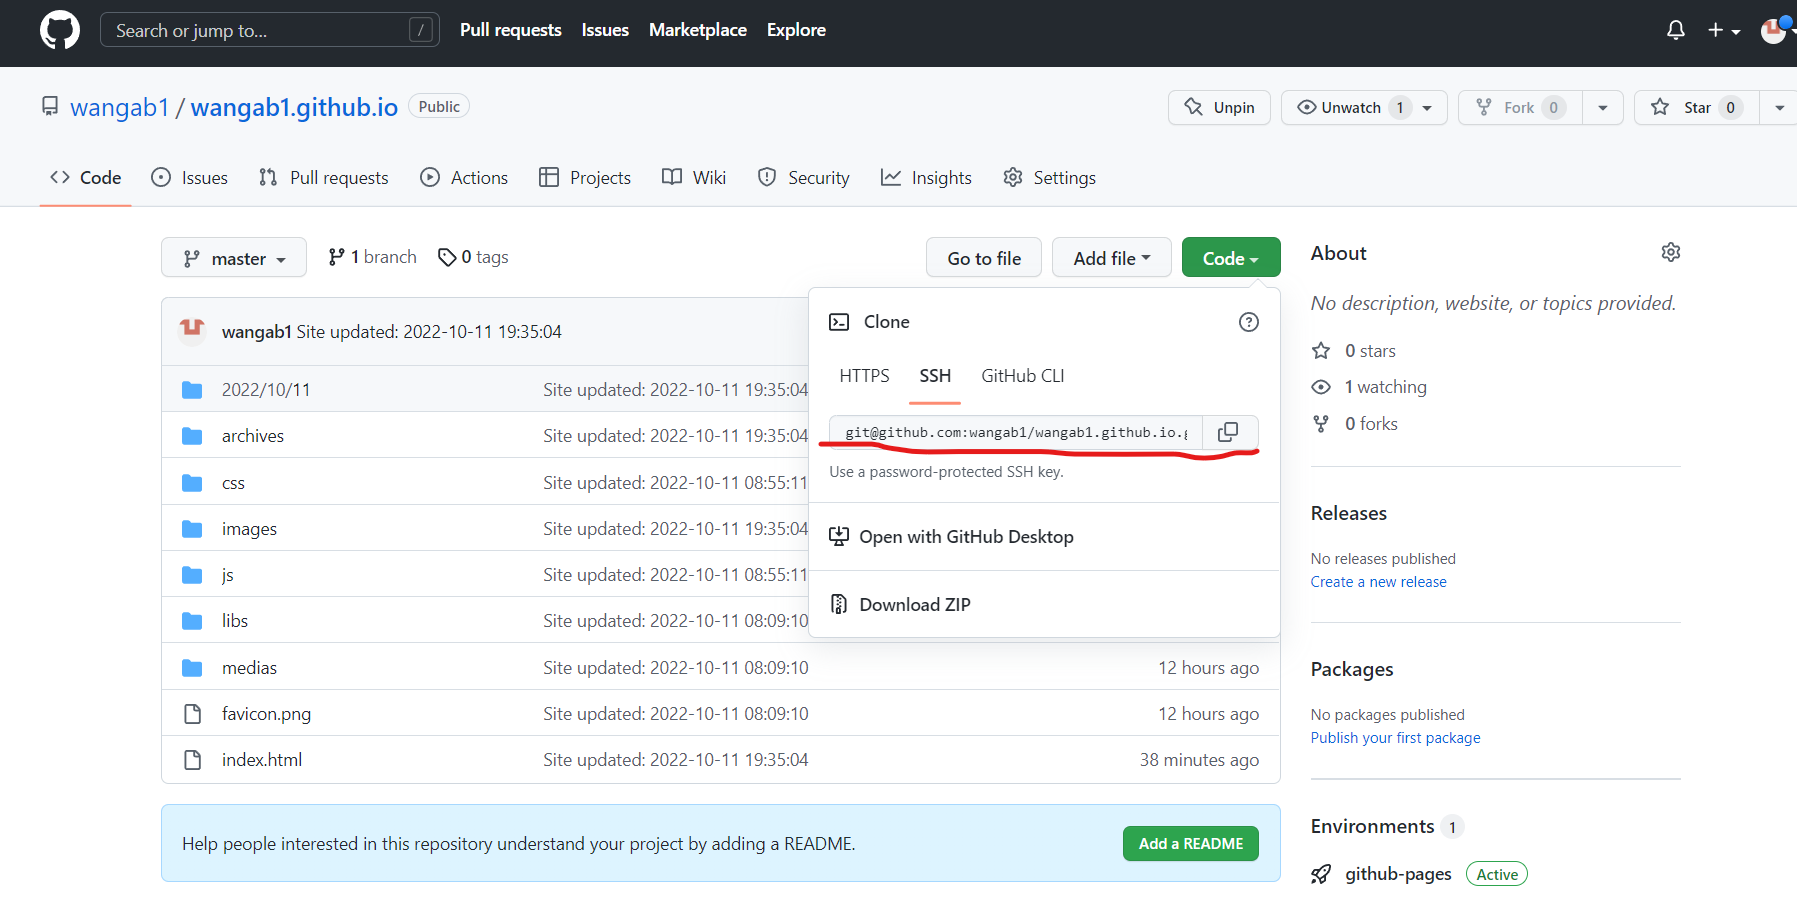 Search or jump to... /
Pull requests Issues Marketplace Explore
wangab1 / wangab1.github.io Public
Unpin Unwatch 1 Fork 0 Star 0
Code Issues Pull requests Actions Projects Wiki Security Insights Settings
master 1 branch 0 tags
Go to file Add file Code
wangab1 Site updated: 2022-10-11 19:35:04
2022/10/11 Site updated: 2022-10-11 19:35:04
archives Site updated: 2022-10-11 19:35:04
css Site updated: 2022-10-11 08:55:11
images Site updated: 2022-10-11 19:35:04
js Site updated: 2022-10-11 08:55:11
libs Site updated: 2022-10-11 08:09:10
medias Site updated: 2022-10-11 08:09:10 12 hours ago
favicon.png Site updated: 2022-10-11 08:09:10 12 hours ago
index.html Site updated: 2022-10-11 19:35:04 38 minutes ago
Clone
HTTPS SSH GitHub CLI
git@github.com:wangab1/wangab1.github.io.g
Use a password-protected SSH key.
Open with GitHub Desktop
Download ZIP
Help people interested in this repository understand your project by adding a README.
Add a README
About
No description, website, or topics provided.
0 stars
1 watching
0 forks
Releases
No releases published
Create a new release
Packages
No packages published
Publish your first package
Environments 1
github-pages Active